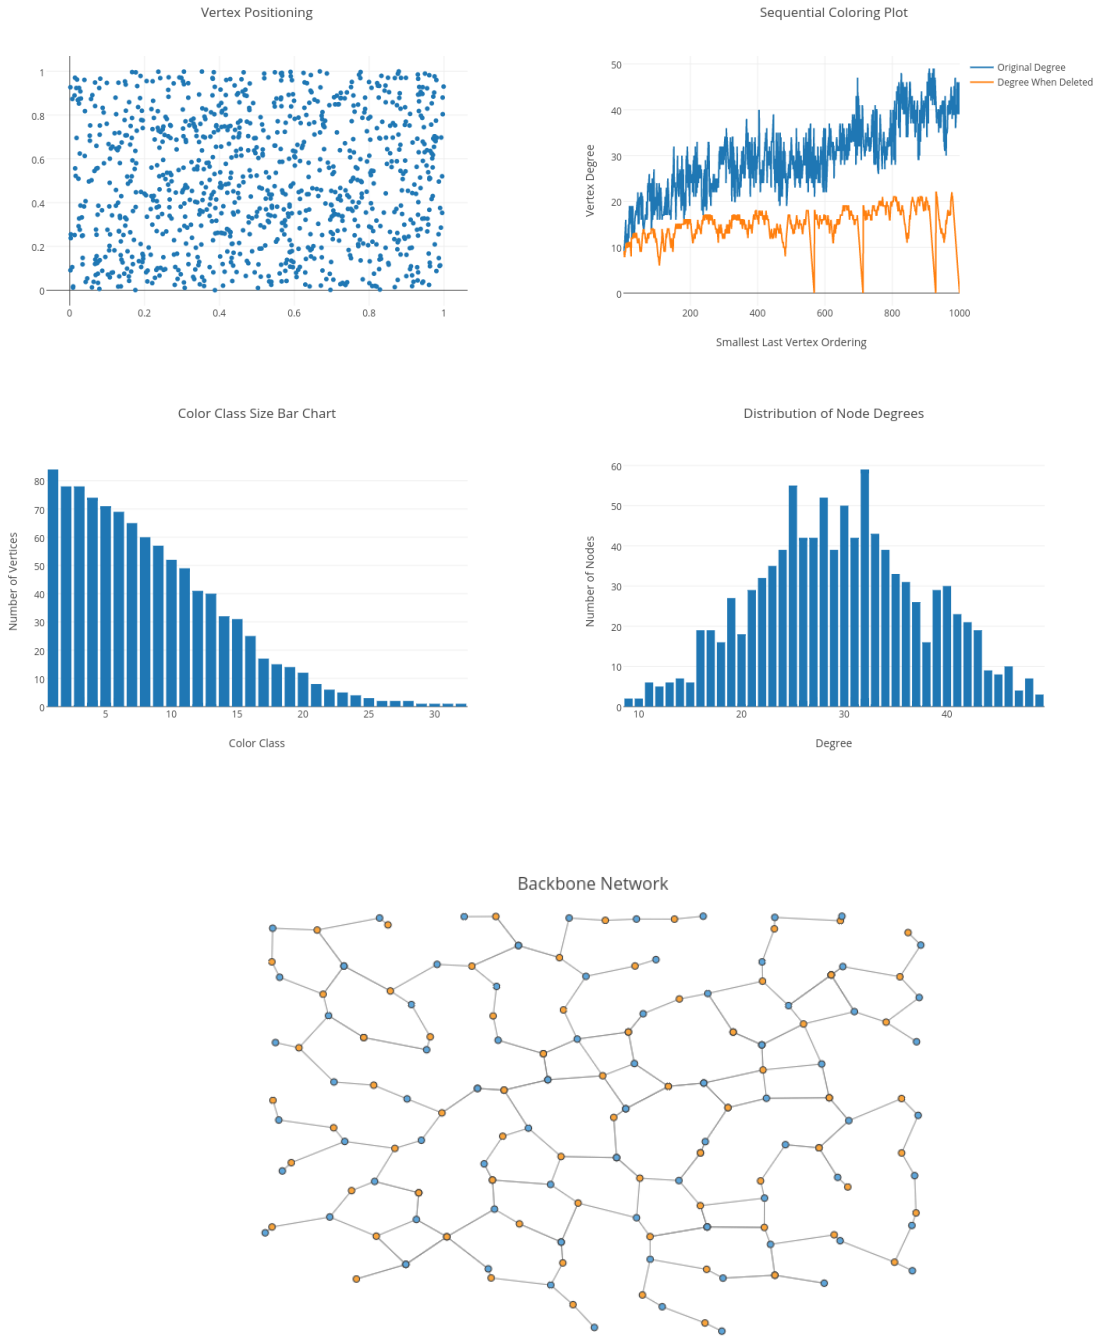 Vertex Positioning
1
0.8
0.6
0.4
0.2
0
0 0.2 0.4 0.6 0.8 1
Sequential Coloring Plot
50
40
30
20
10
0
Vertex Degree
200 400 600 800 1000
Smallest Last Vertex Ordering
Original Degree
Degree When Deleted
Color Class Size Bar Chart
80
70
60
50
40
30
20
10
0
Number of Vertices
5 10 15 20 25 30
Color Class
Distribution of Node Degrees
60
50
40
30
20
10
0
Number of Nodes
10 20 30 40
Degree
Backbone Network